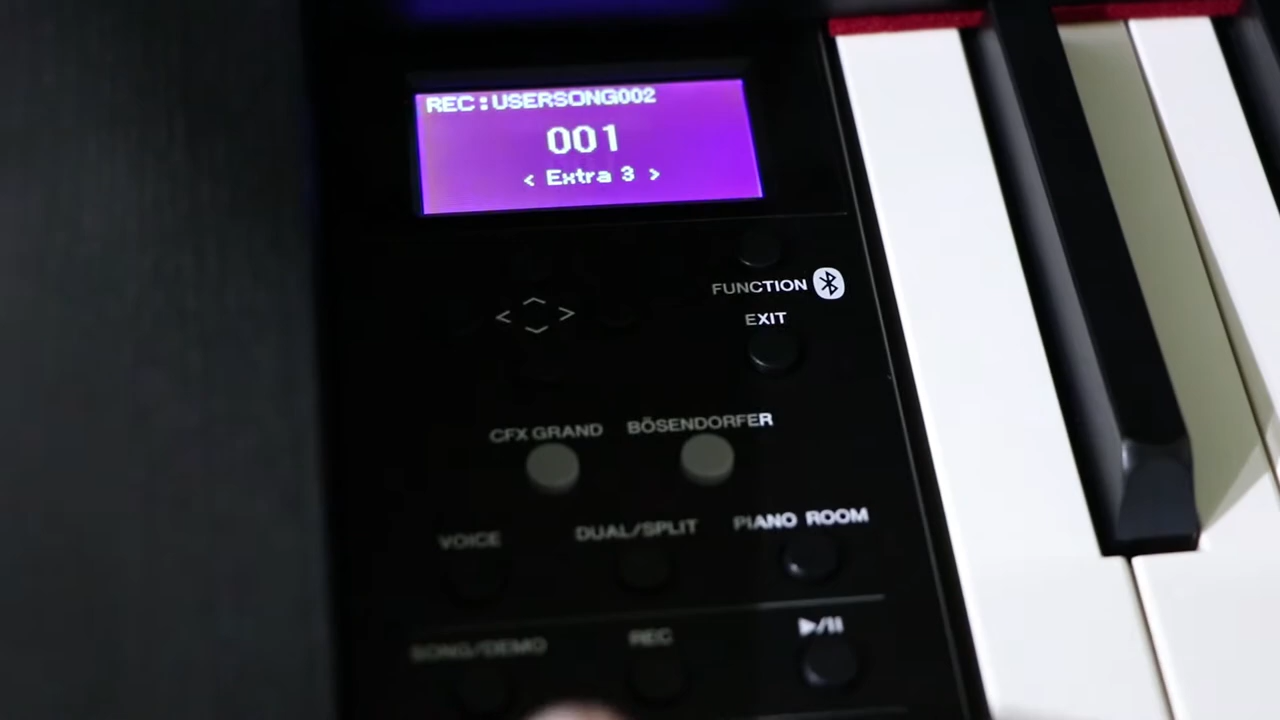 REC:USERSONG002
001
< Extra 3 >
FUNCTION
EXIT
CFX GRAND BÖSENDORFER
VOICE DUAL/SPLIT PIANO ROOM
SONG/DEMO REC ▶/II